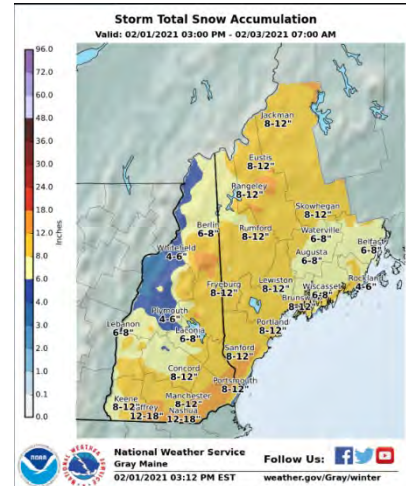 Storm Total Snow Accumulation
Valid: 02/01/2021 03:00 PM - 02/03/2021 07:00 AM
96.0
72.0
60.0
48.0
36.0
30.0
24.0
18.0
12.0
8.0
6.0
4.0
3.0
2.0
1.0
0.1
0.0
Inches
Jackman
8-12"
Eustis
8-12"
Rangeley
8-12"
Skowhegan
8-12"
Berlin
6-8"
Rumford
8-12"
Waterville
6-8"
Belfast
6-8"
Whitefield
4-6"
Augusta
6-8"
Rockland
4-6"
Fryeburg
8-12"
Lewiston
8-12"
Wiscasset
6-8"
Brunswick
8-12"
Plymouth
4-6"
Lebanon
6-8"
Laconia
6-8"
Portland
8-12"
Sanford
8-12"
Concord
8-12"
Portsmouth
8-12"
Keene
8-12"
Manchester
8-12"
Jaffrey
12-18"
Nashua
12-18"
NOAA
National Weather Service
Gray Maine
02/01/2021 03:12 PM EST
Follow Us:
weather.gov/Gray/winter